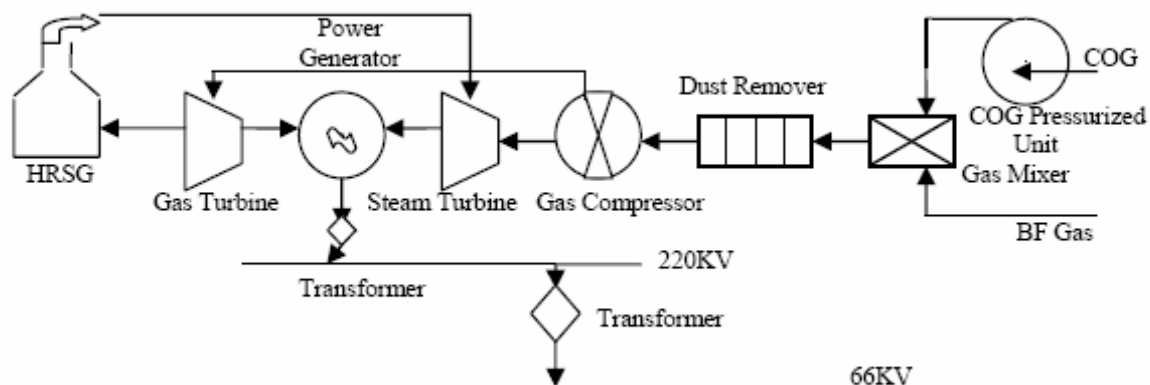 Power
Generator
COG
Dust Remover
COG Pressurized
Unit
HRSG
Gas Turbine
Steam Turbine
Gas Compressor
Gas Mixer
BF Gas
220KV
Transformer
Transformer
66KV